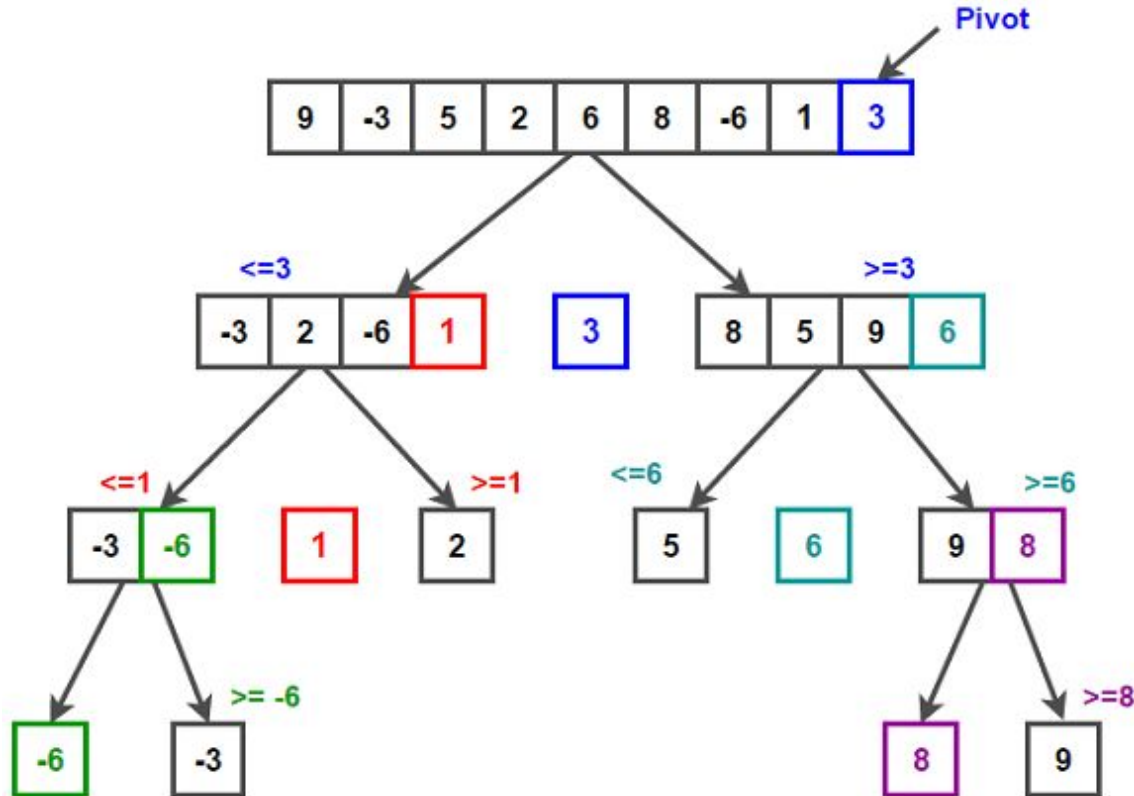 Pivot
9 -3 5 2 6 8 -6 1 3
<=3 >=3
-3 2 -6 1 3 8 5 9 6
<=1 >=1 <=6 >=6
-3 -6 1 2 5 6 9 8
>= -6 >=8
-6 -3 8 9